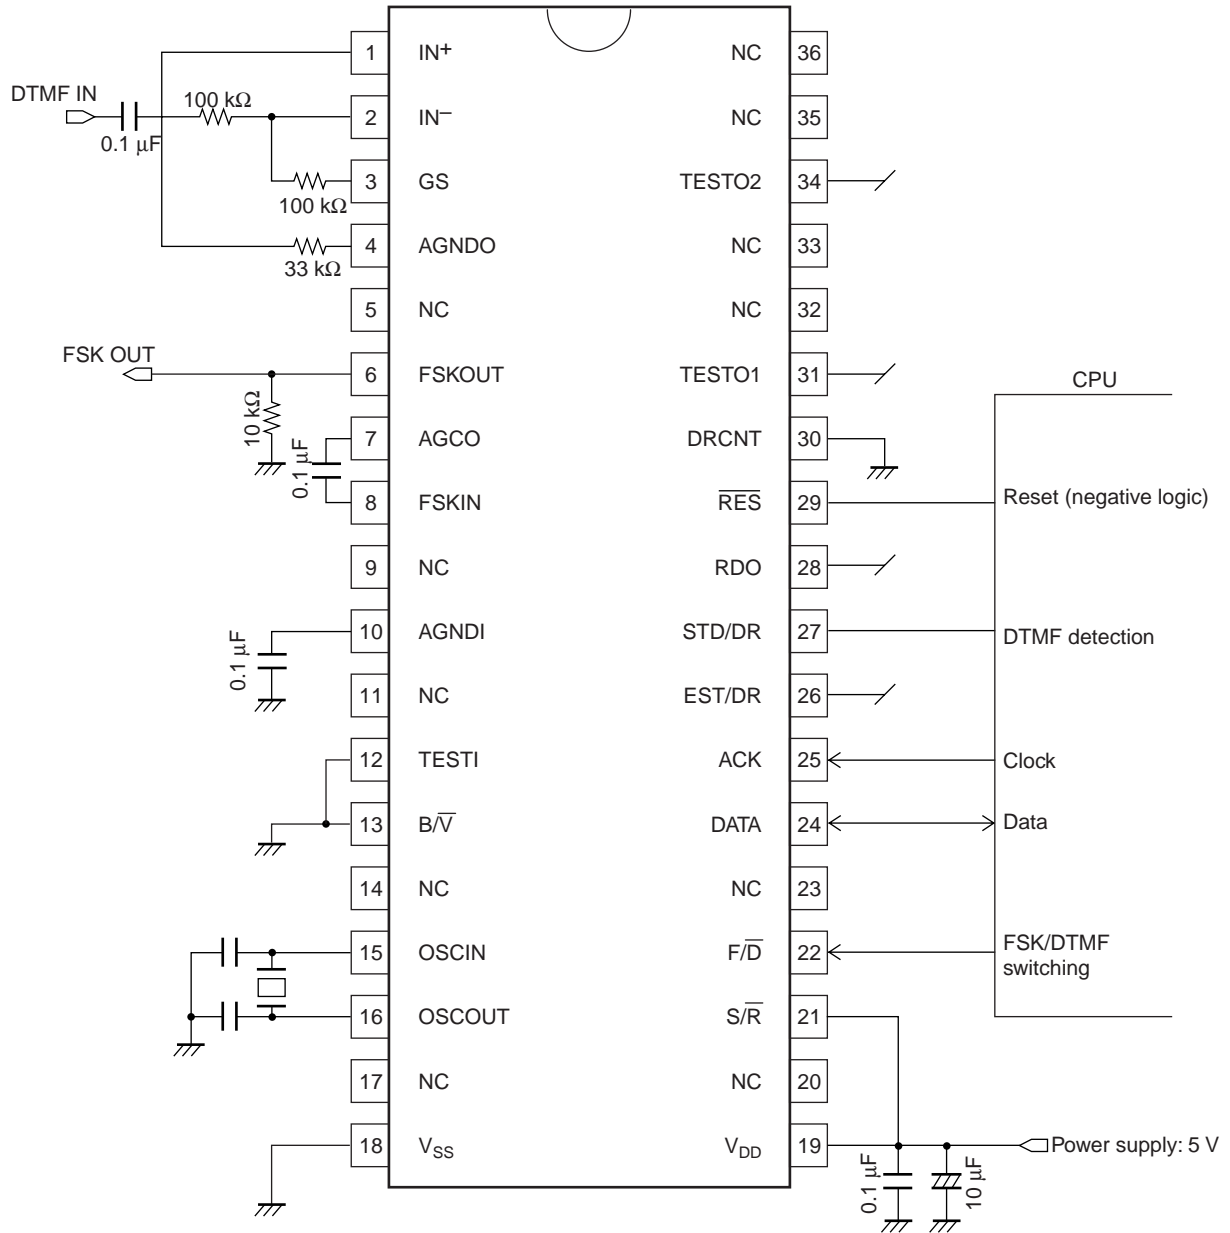 1 IN+ NC 36
DTMF IN 100 kΩ
0.1 µF
2 IN– NC 35
3 GS TESTO2 34
100 kΩ
4 AGNDO NC 33
33 kΩ
5 NC NC 32
FSK OUT
6 FSKOUT TESTO1 31
CPU
10 kΩ
7 AGCO DRCNT 30
0.1 µF
8 FSKIN R̅E̅S̅ 29 Reset (negative logic)
9 NC RDO 28
10 AGNDI STD/DR 27 DTMF detection
0.1 µF
11 NC EST/DR 26
12 TESTI ACK 25 Clock
13 B/V̅ DATA 24 Data
14 NC NC 23
15 OSCIN F/D̅ 22 FSK/DTMF
switching
16 OSCOUT S/R̅ 21
17 NC NC 20
18 VSS VDD 19 Power supply: 5 V
0.1 µF
10 µF